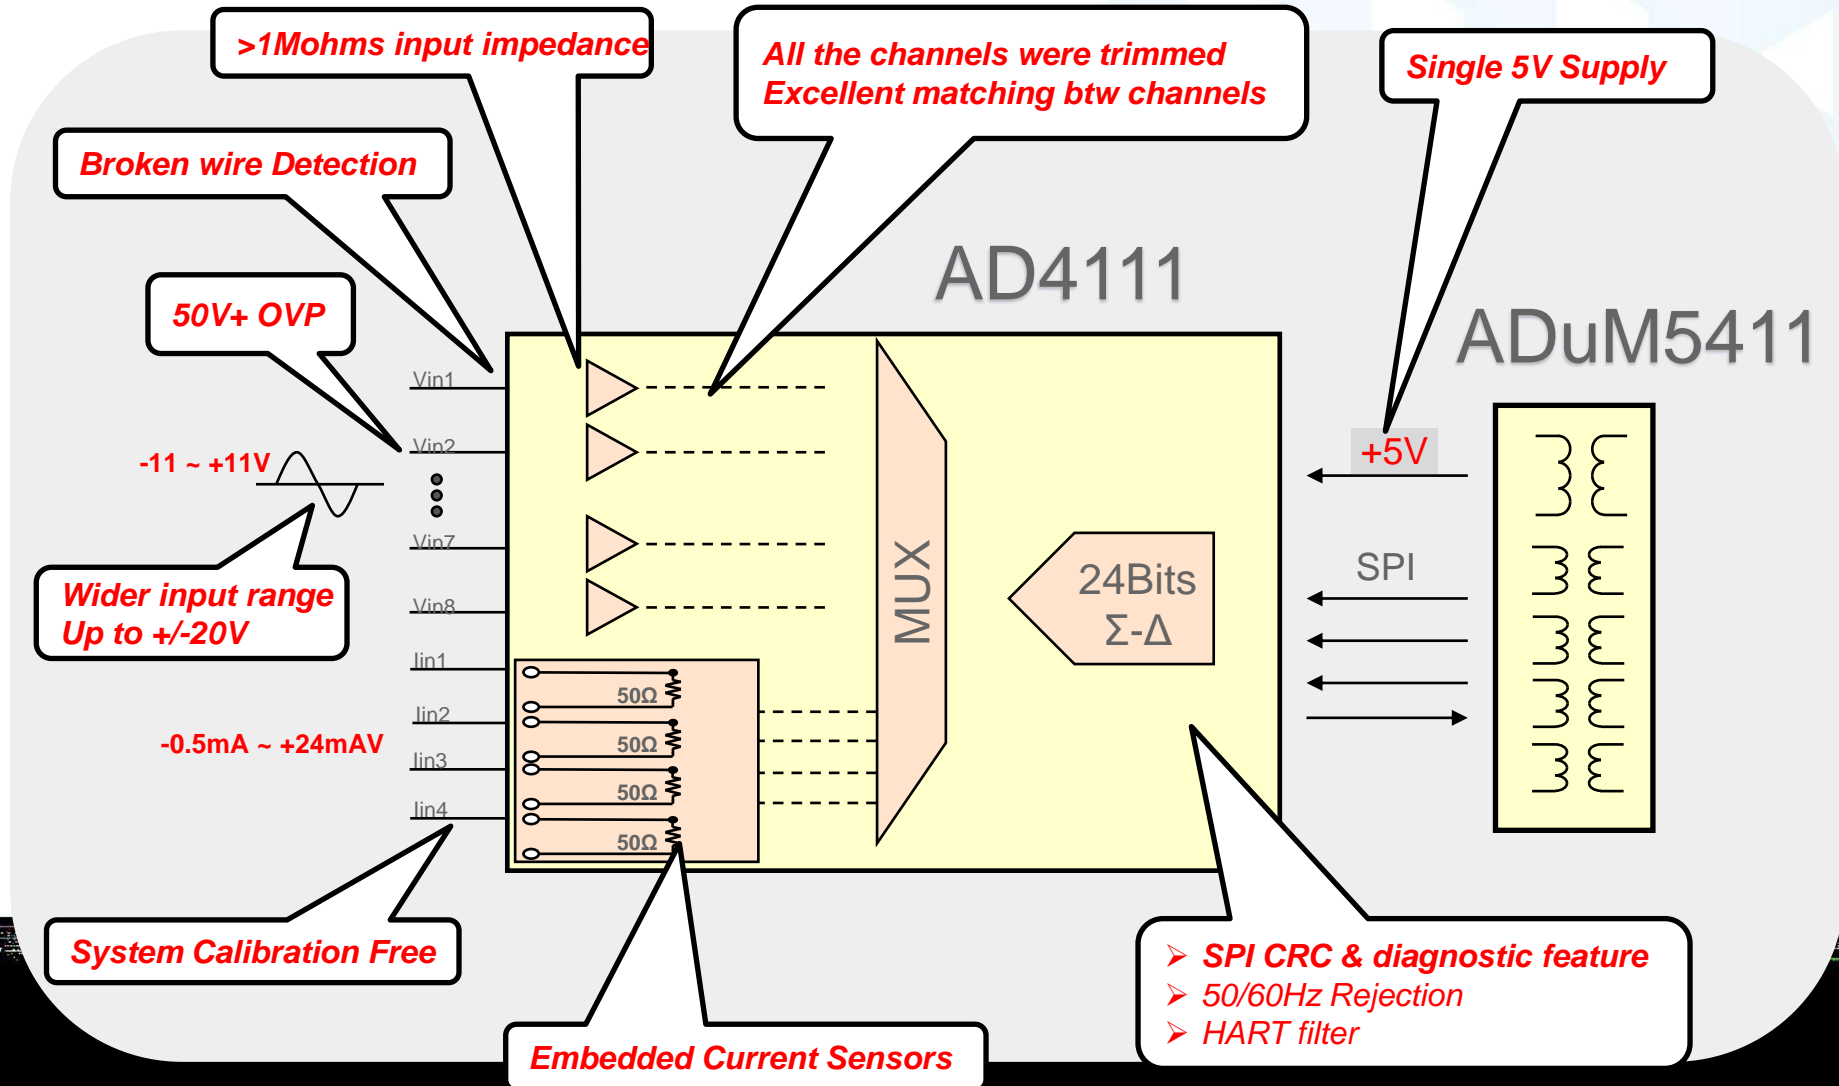 >1Mohms input impedance
All the channels were trimmed
Excellent matching btw channels
Single 5V Supply
Broken wire Detection
AD4111
50V+ OVP
ADuM5411
Vin1
Vin2
-11 ~ +11V
+5V
Vin7
MUX
24Bits
Σ-Δ
SPI
Wider input range
Up to +/-20V
Vin8
Iin1
50Ω
Iin2
50Ω
-0.5mA ~ +24mAV
Iin3
50Ω
Iin4
50Ω
System Calibration Free
➢ SPI CRC & diagnostic feature
➢ 50/60Hz Rejection
➢ HART filter
Embedded Current Sensors